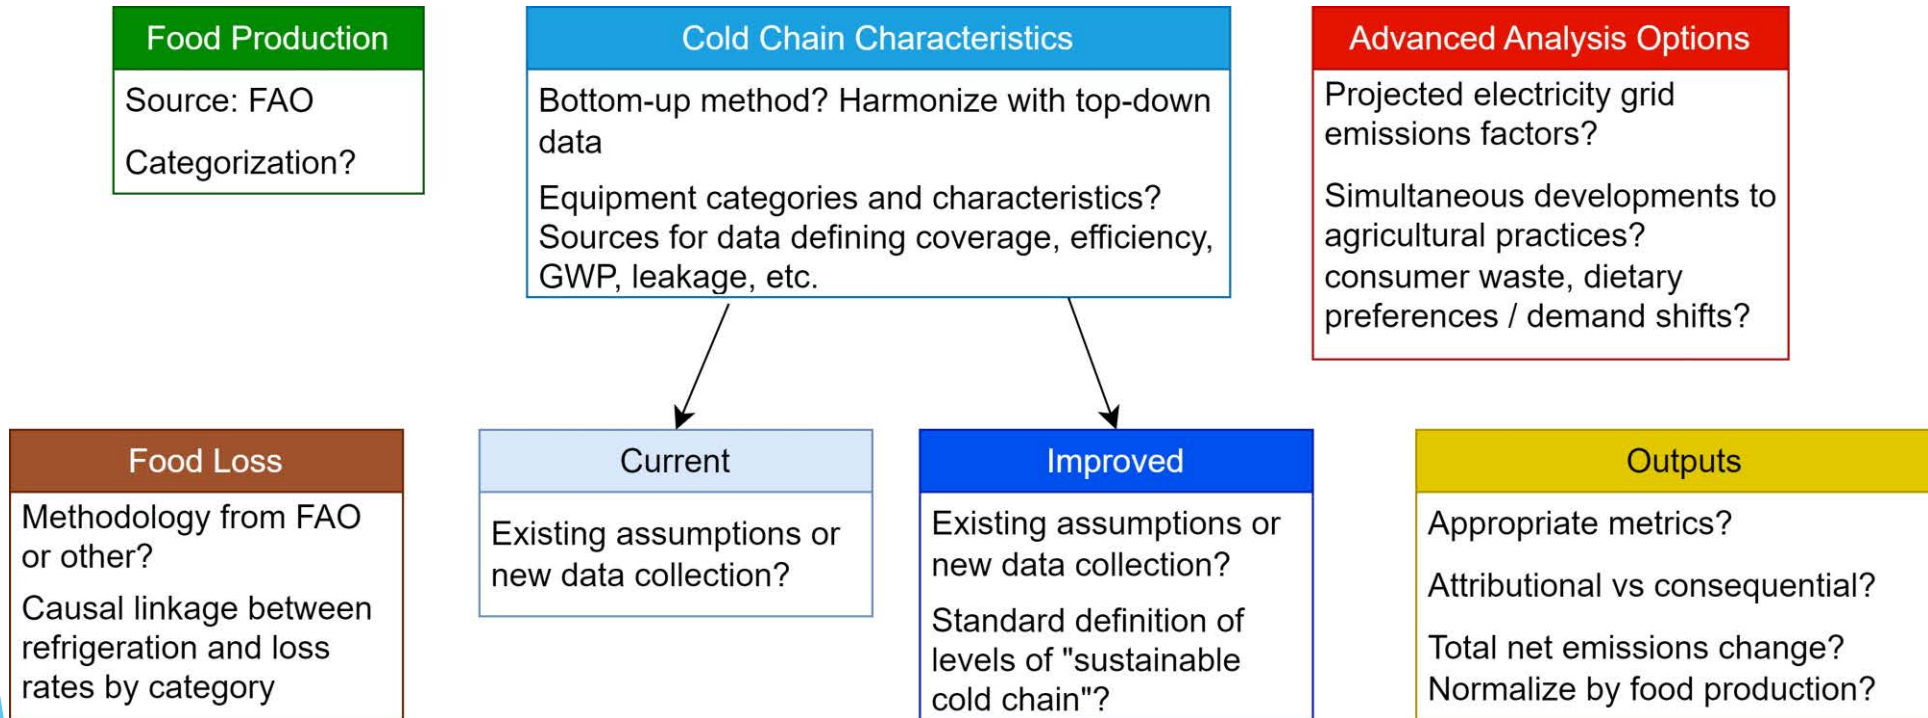 Food Production
Source: FAO
Categorization?
Cold Chain Characteristics
Bottom-up method? Harmonize with top-down
data
Equipment categories and characteristics?
Sources for data defining coverage, efficiency,
GWP, leakage, etc.
Advanced Analysis Options
Projected electricity grid
emissions factors?
Simultaneous developments to
agricultural practices?
consumer waste, dietary
preferences / demand shifts?
Food Loss
Methodology from FAO
or other?
Causal linkage between
refrigeration and loss
rates by category
Current
Existing assumptions or
new data collection?
Improved
Existing assumptions or
new data collection?
Standard definition of
levels of "sustainable
cold chain"?
Outputs
Appropriate metrics?
Attributional vs consequential?
Total net emissions change?
Normalize by food production?